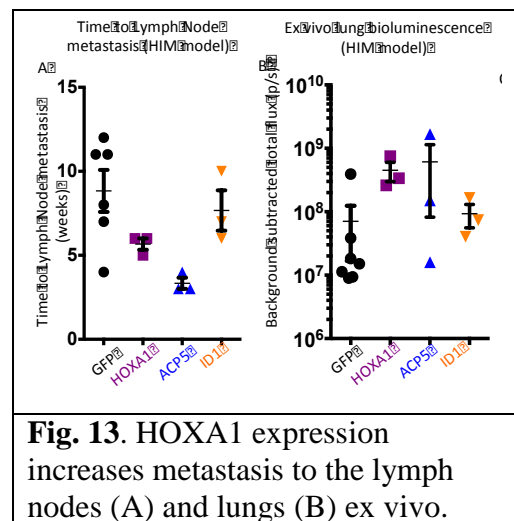 Time to Lymph Node
metastasis (HIM model)
A
Time to Lymph Node metastasis
(weeks)
15
10
5
0
GFP
HOXA1
ACP5
ID1
Ex vivo lung bioluminescence
(HIM model)
B
Background subtracted total flux (p/s)
10^10
10^9
10^8
10^7
10^6
GFP
HOXA1
ACP5
ID1
Fig. 13. HOXA1 expression
increases metastasis to the lymph
nodes (A) and lungs (B) ex vivo.